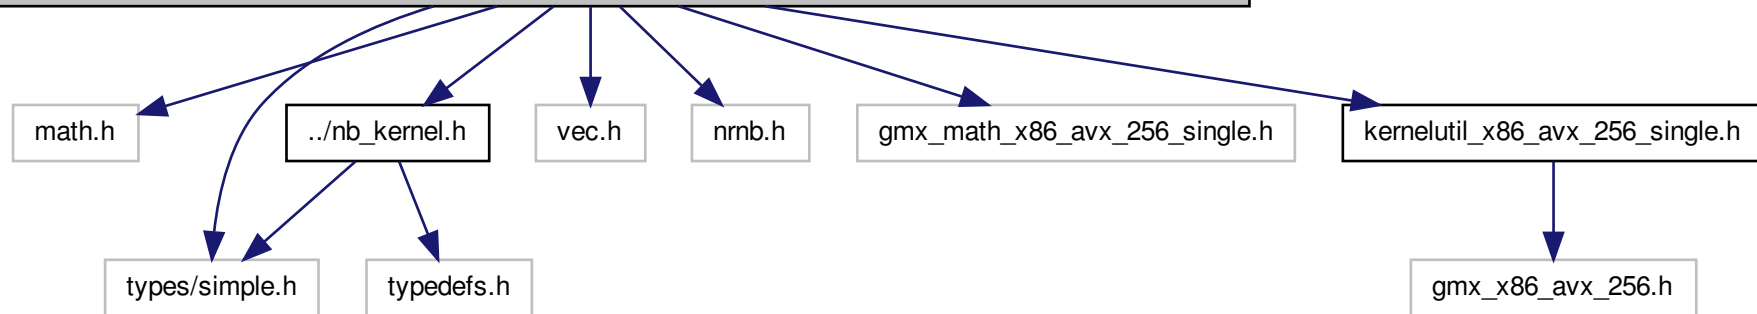 math.h
../nb_kernel.h
vec.h
nrnb.h
gmx_math_x86_avx_256_single.h
kernelutil_x86_avx_256_single.h
types/simple.h
typedefs.h
gmx_x86_avx_256.h